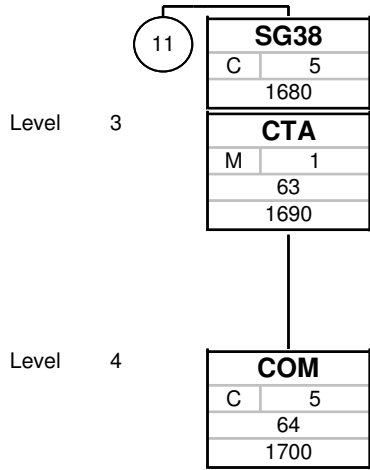 11
SG38
C 5
1680
Level 3
CTA
M 1
63
1690
Level 4
COM
C 5
64
1700